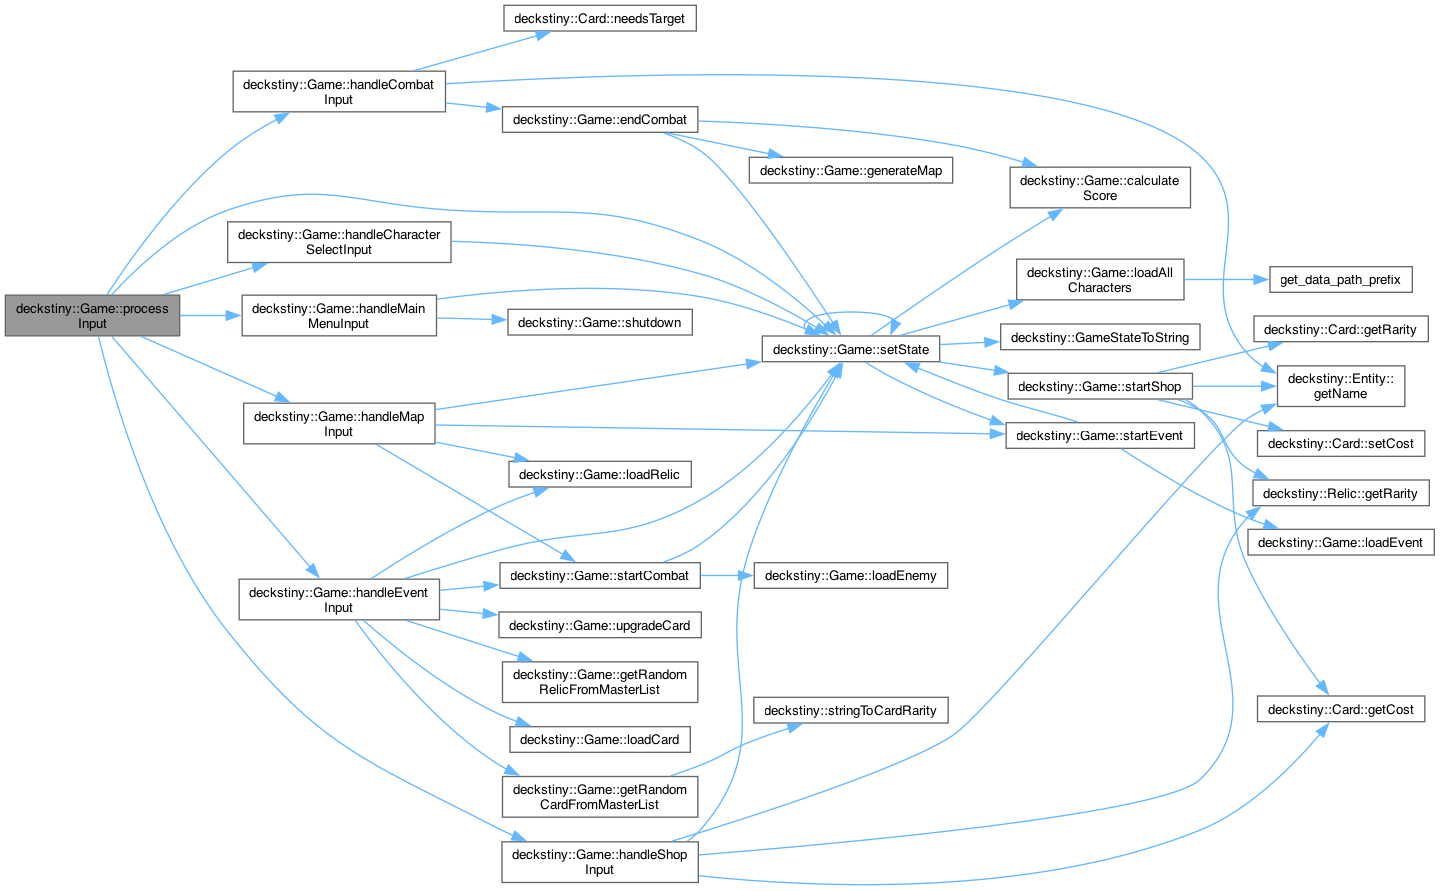 deckstiny::Card::needsTarget
deckstiny::Game::handleCombat
Input
deckstiny::Game::endCombat
deckstiny::Game::generateMap
deckstiny::Game::calculate
Score
deckstiny::Game::handleCharacter
SelectInput
deckstiny::Game::loadAll
Characters
get_data_path_prefix
deckstiny::Game::process
Input
deckstiny::Game::handleMain
MenuInput
deckstiny::Game::shutdown
deckstiny::Game::setState
deckstiny::GameStateToString
deckstiny::Card::getRarity
deckstiny::Game::startShop
deckstiny::Entity::
getName
deckstiny::Game::handleMap
Input
deckstiny::Game::startEvent
deckstiny::Card::setCost
deckstiny::Game::loadRelic
deckstiny::Relic::getRarity
deckstiny::Game::loadEvent
deckstiny::Game::startCombat
deckstiny::Game::loadEnemy
deckstiny::Game::handleEvent
Input
deckstiny::Game::upgradeCard
deckstiny::Game::getRandom
RelicFromMasterList
deckstiny::stringToCardRarity
deckstiny::Card::getCost
deckstiny::Game::loadCard
deckstiny::Game::getRandom
CardFromMasterList
deckstiny::Game::handleShop
Input